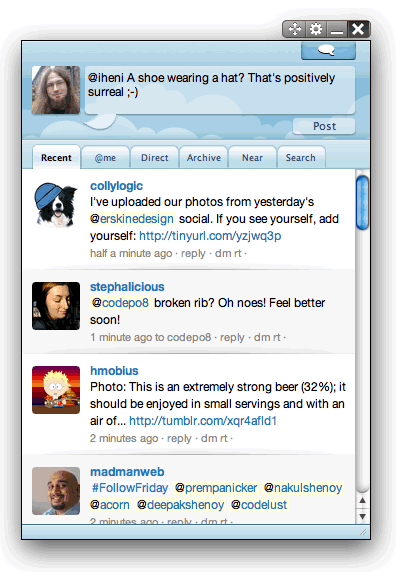 @iheni A shoe wearing a hat? That's positively
surreal ;-)
Post
Recent
@me
Direct
Archive
Near
Search
collylogic
I've uploaded our photos from yesterday's
@erskinedesign social. If you see yourself, add
yourself: http://tinyurl.com/yzjwq3p
half a minute ago · reply · dm rt ·
stephalicious
@codepo8 broken rib? Oh noes! Feel better
soon!
1 minute ago to codepo8 · reply · dm rt ·
hmobius
Photo: This is an extremely strong beer (32%); it
should be enjoyed in small servings and with an
air of... http://tumblr.com/xqr4afld1
2 minutes ago · reply · dm rt ·
madmanweb
#FollowFriday @prempanicker @nakulshenoy
@acorn @deepakshenoy @codelust
2 minutes ago · reply · dm rt ·